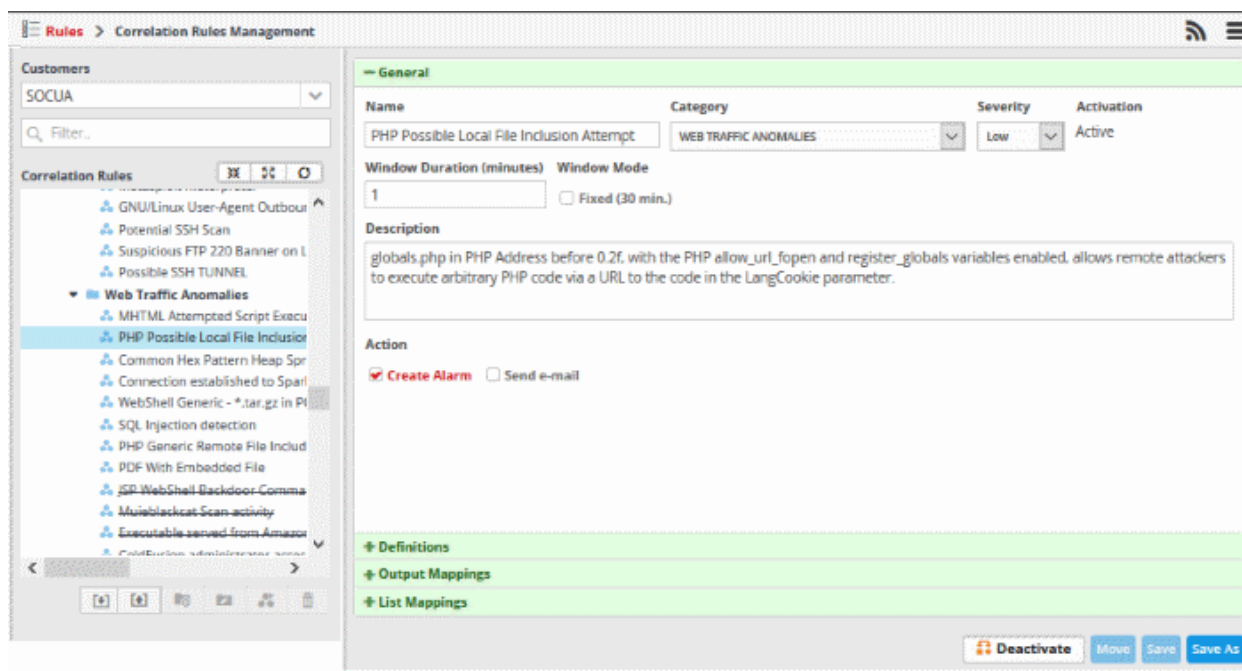 Rules > Correlation Rules Management
Customers
SOCUA
Filter..
Correlation Rules
GNU/Linux User-Agent Outbour
Potential SSH Scan
Suspicious FTP 220 Banner on L
Possible SSH TUNNEL
Web Traffic Anomalies
MHTML Attempted Script Execu
PHP Possible Local File Inclusion
Common Hex Pattern Heap Spr
Connection established to Spar
WebShell Generic - *.tar.gz in P
SQL Injection detection
PHP Generic Remote File Includ
PDF With Embedded File
JSP WebShell Backdoor Comma
Muieblackcat Scan activity
Executable served from Amazon
General
Name Category Severity Activation
PHP Possible Local File Inclusion Attempt WEB TRAFFIC ANOMALIES Low Active
Window Duration (minutes) Window Mode
1 Fixed (30 min.)
Description
globals.php in PHP Address before 0.2f, with the PHP allow_url_fopen and register_globals variables enabled, allows remote attackers
to execute arbitrary PHP code via a URL to the code in the LangCookie parameter.
Action
Create Alarm Send e-mail
Definitions
Output Mappings
List Mappings
Deactivate Move Save Save As